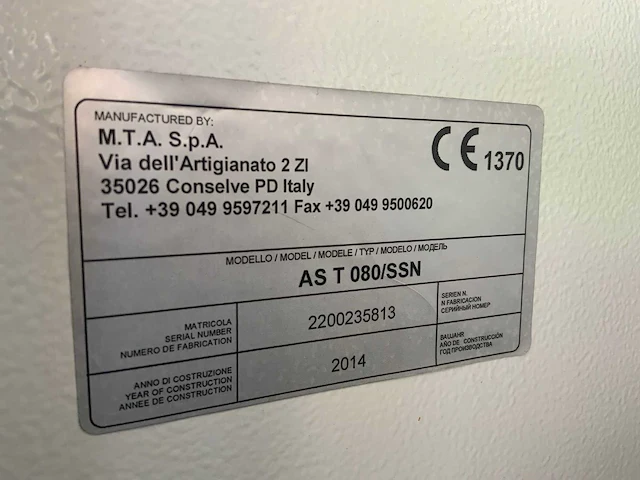 MANUFACTURED BY:
M.T.A. S.p.A.
Via dell'Artigianato 2 ZI
35026 Conselve PD Italy
Tel. +39 049 9597211 Fax +39 049 9500620
CE 1370
MODELLO / MODEL / MODELE / TYP / MODELO / МОДЕЛЬ
AS T 080/SSN
MATRICOLA
SERIAL NUMBER
NUMERO DE FABRICATION
2200235813
SERIEN N.
N FABRICACION
СЕРИЙНЫЙ НОМЕР
ANNO DI COSTRUZIONE
YEAR OF CONSTRUCTION
ANNEE DE CONSTRUCTION
2014
BAUJAHR
AÑO DE CONSTRUCCIÓN
ГОД ПРОИЗВОДСТВА